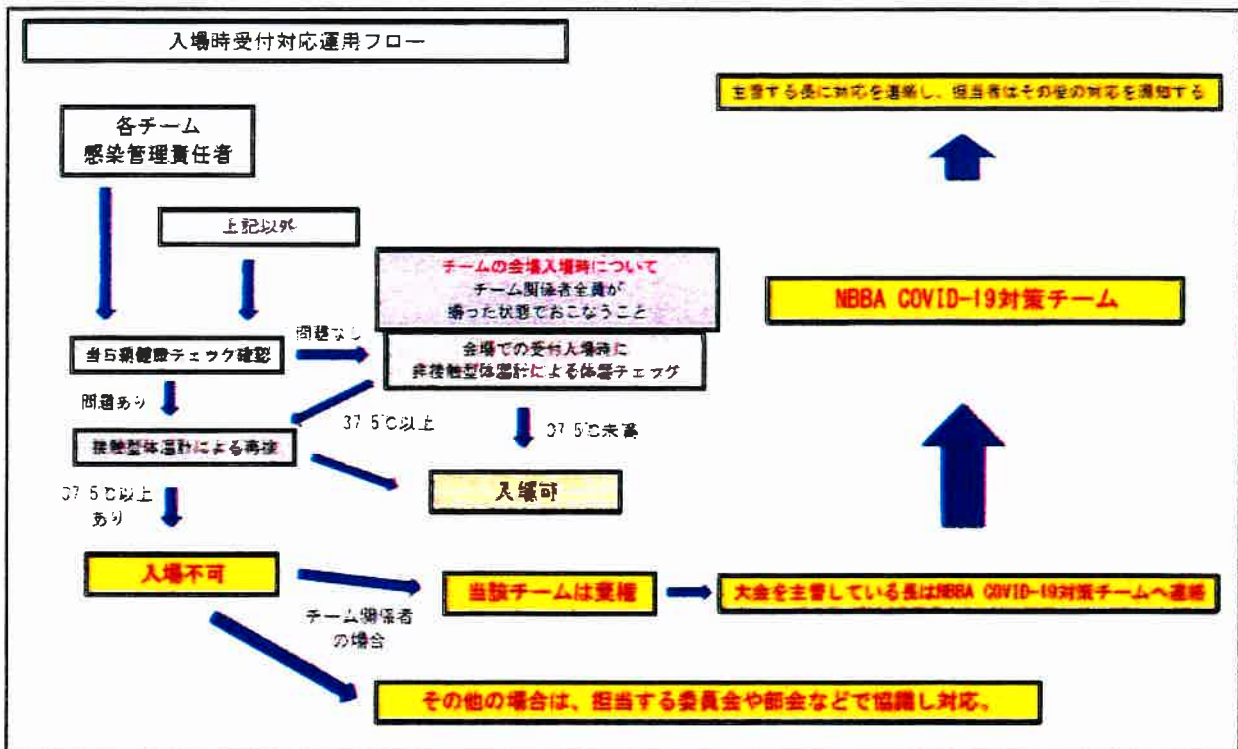 入場時受付対応運用フロー
主管する長に対応を連絡し、担当者はその後の対応を周知する
各チーム
感染管理責任者
上記以外
チームの会場入場時について
チーム関係者全員が
揃った状態でおこなうこと
NBBA COVID-19対策チーム
問題なし
当日朝健康チェック確認
会場での受付入場時に
非接触型体温計による体温チェック
問題あり
37.5℃以上
37.5℃未満
接触型体温計による再検
入場可
37.5℃以上
あり
入場不可
当該チームは棄権
大会を主管している長はNBBA COVID-19対策チームへ連絡
チーム関係者
の場合
その他の場合は、担当する委員会や部会などで協議し対応。